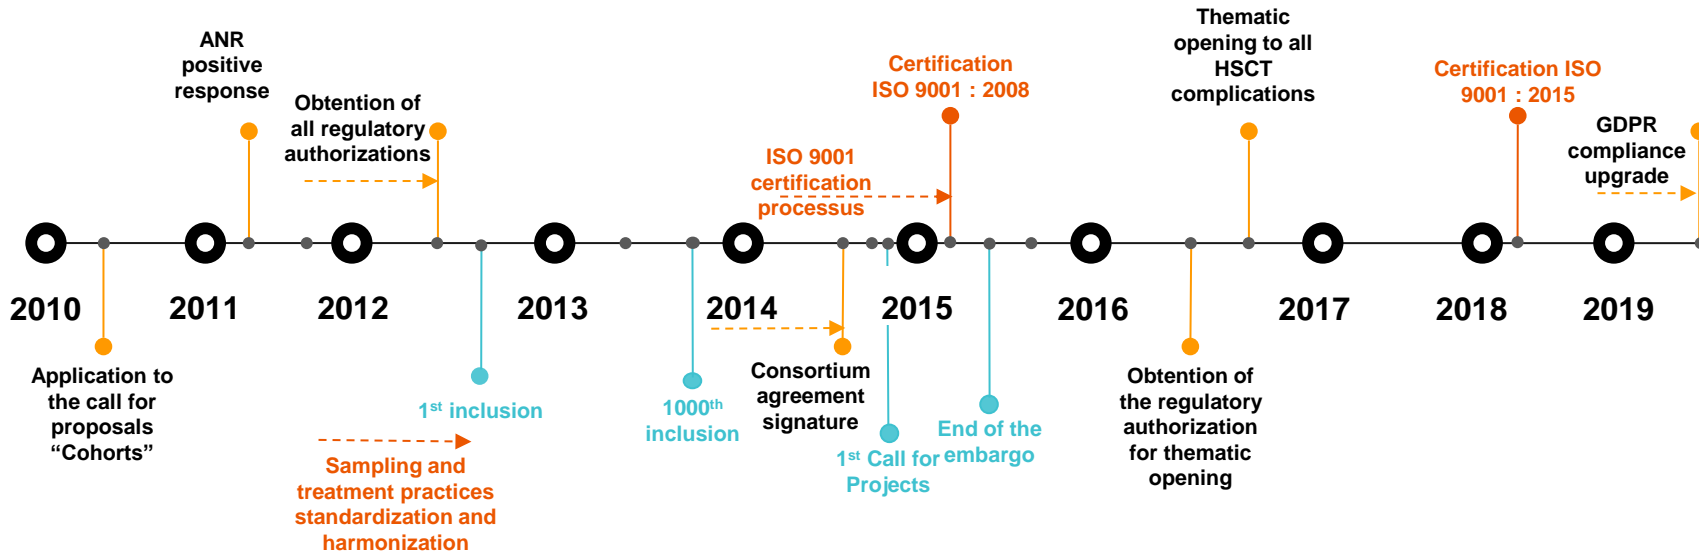 ANR
positive
response
Obtention of
all regulatory
authorizations
ISO 9001
certification
processus
Certification
ISO 9001 : 2008
Thematic
opening to all
HSCT
complications
Certification ISO
9001 : 2015
GDPR
compliance
upgrade
2010
2011
2012
2013
2014
2015
2016
2017
2018
2019
Application to
the call for
proposals
“Cohorts”
1st inclusion
Sampling and
treatment practices
standardization and
harmonization
1000th
inclusion
Consortium
agreement
signature
1st Call for
Projects
End of the
embargo
Obtention of
the regulatory
authorization
for thematic
opening